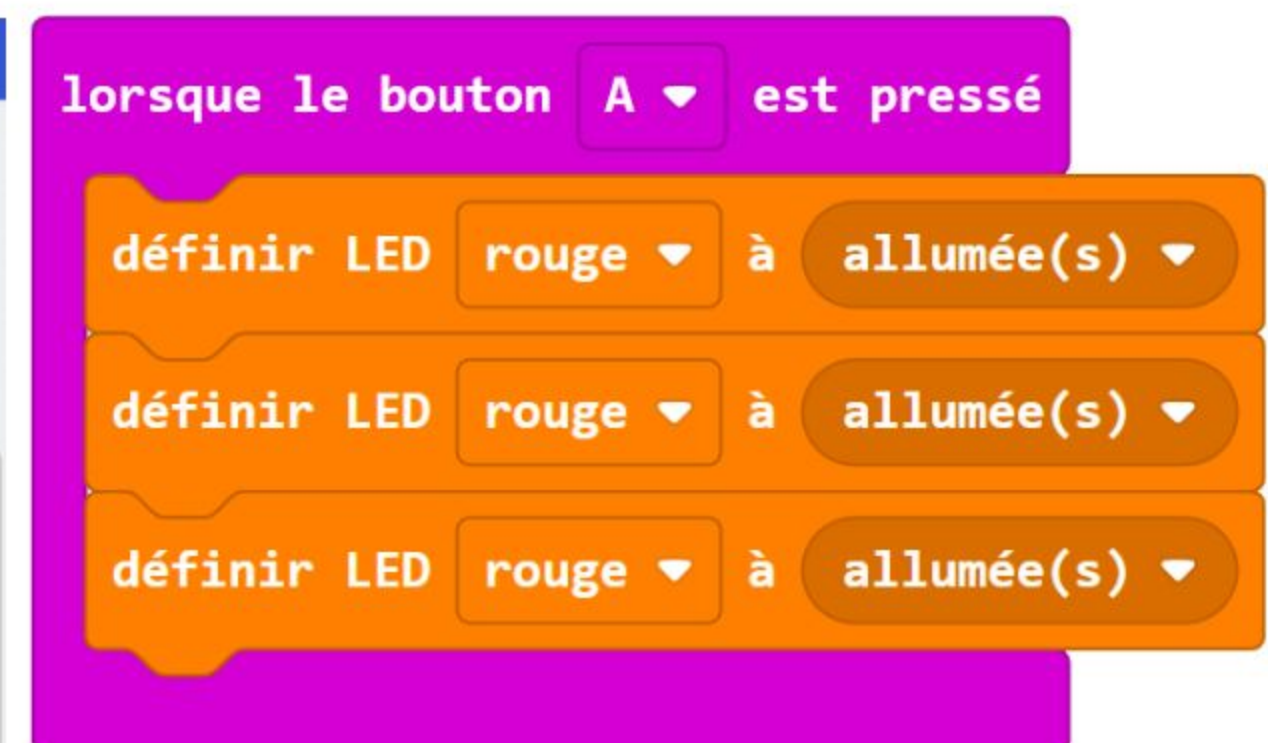 lorsque le bouton A est pressé
définir LED rouge à allumée(s)
définir LED rouge à allumée(s)
définir LED rouge à allumée(s)